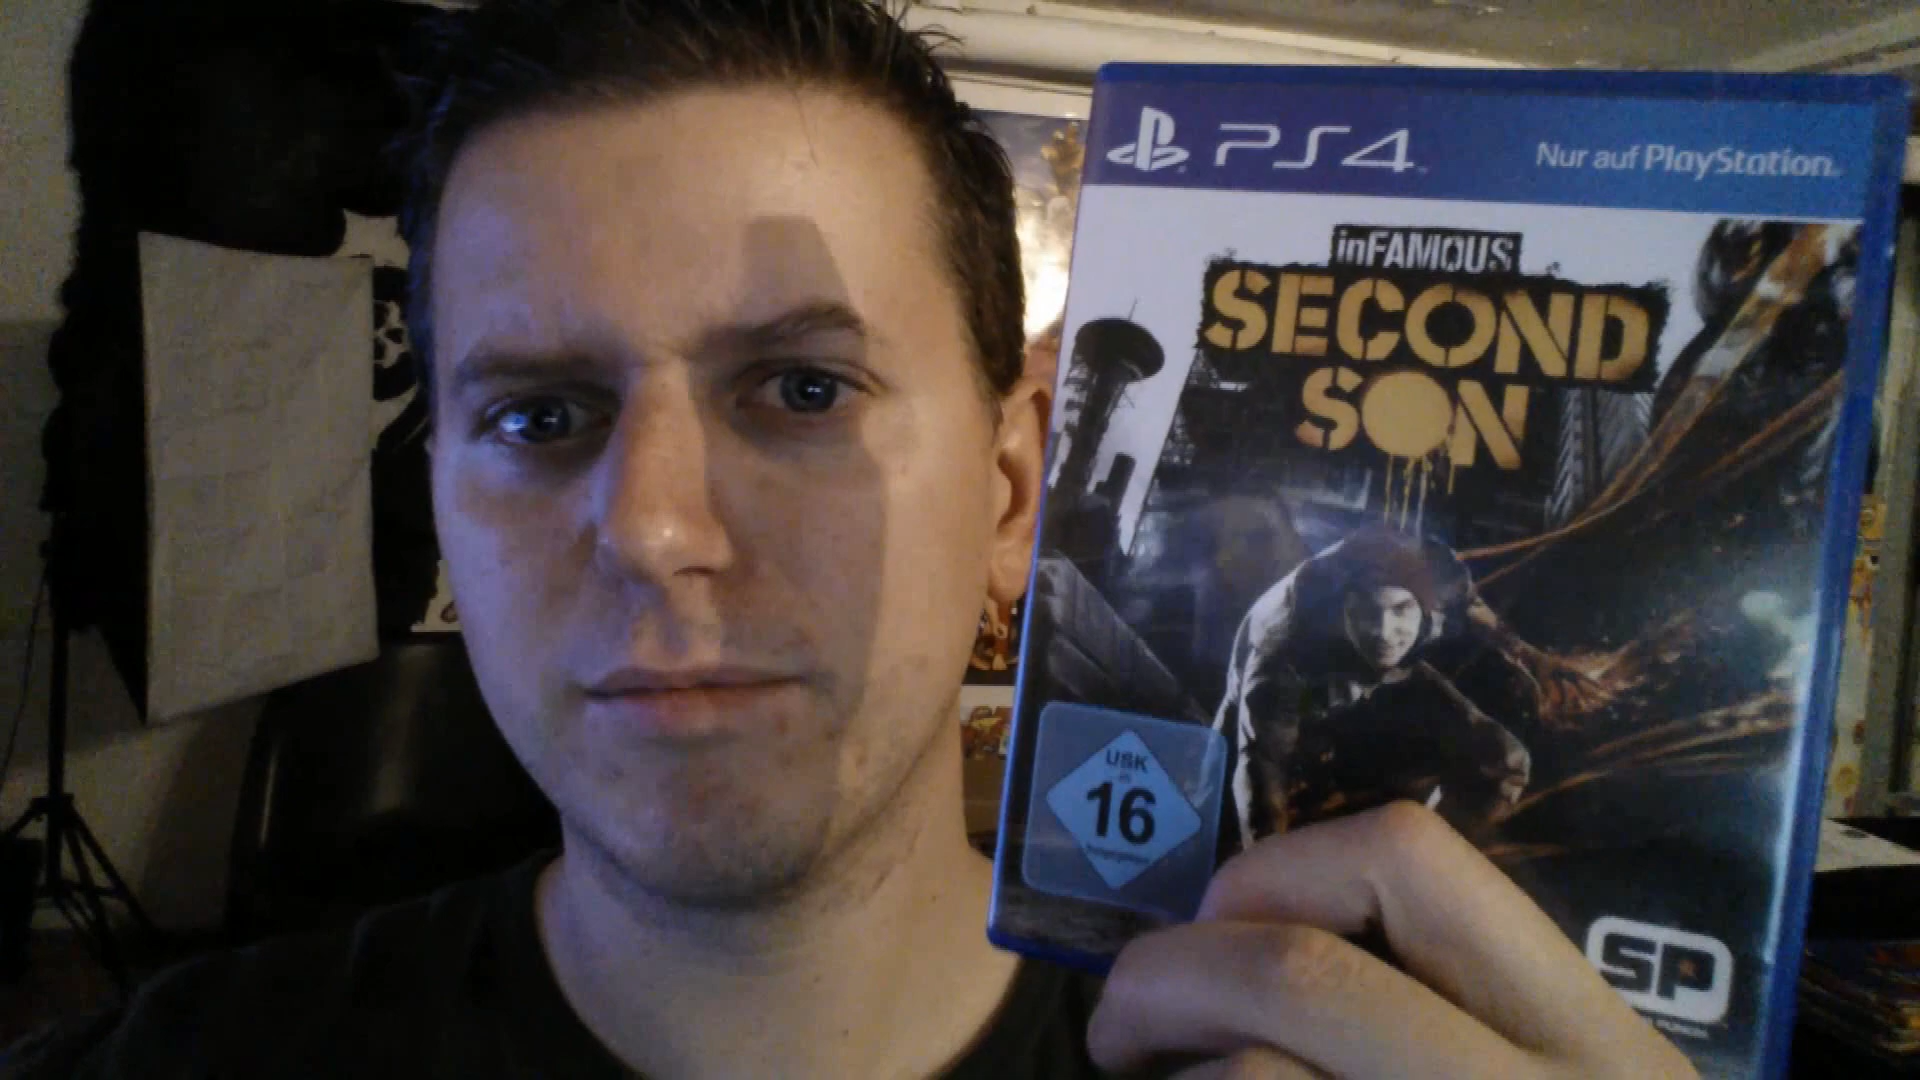 PS4
Nur auf PlayStation
inFAMOUS
SECOND
SON
USK
16
SP